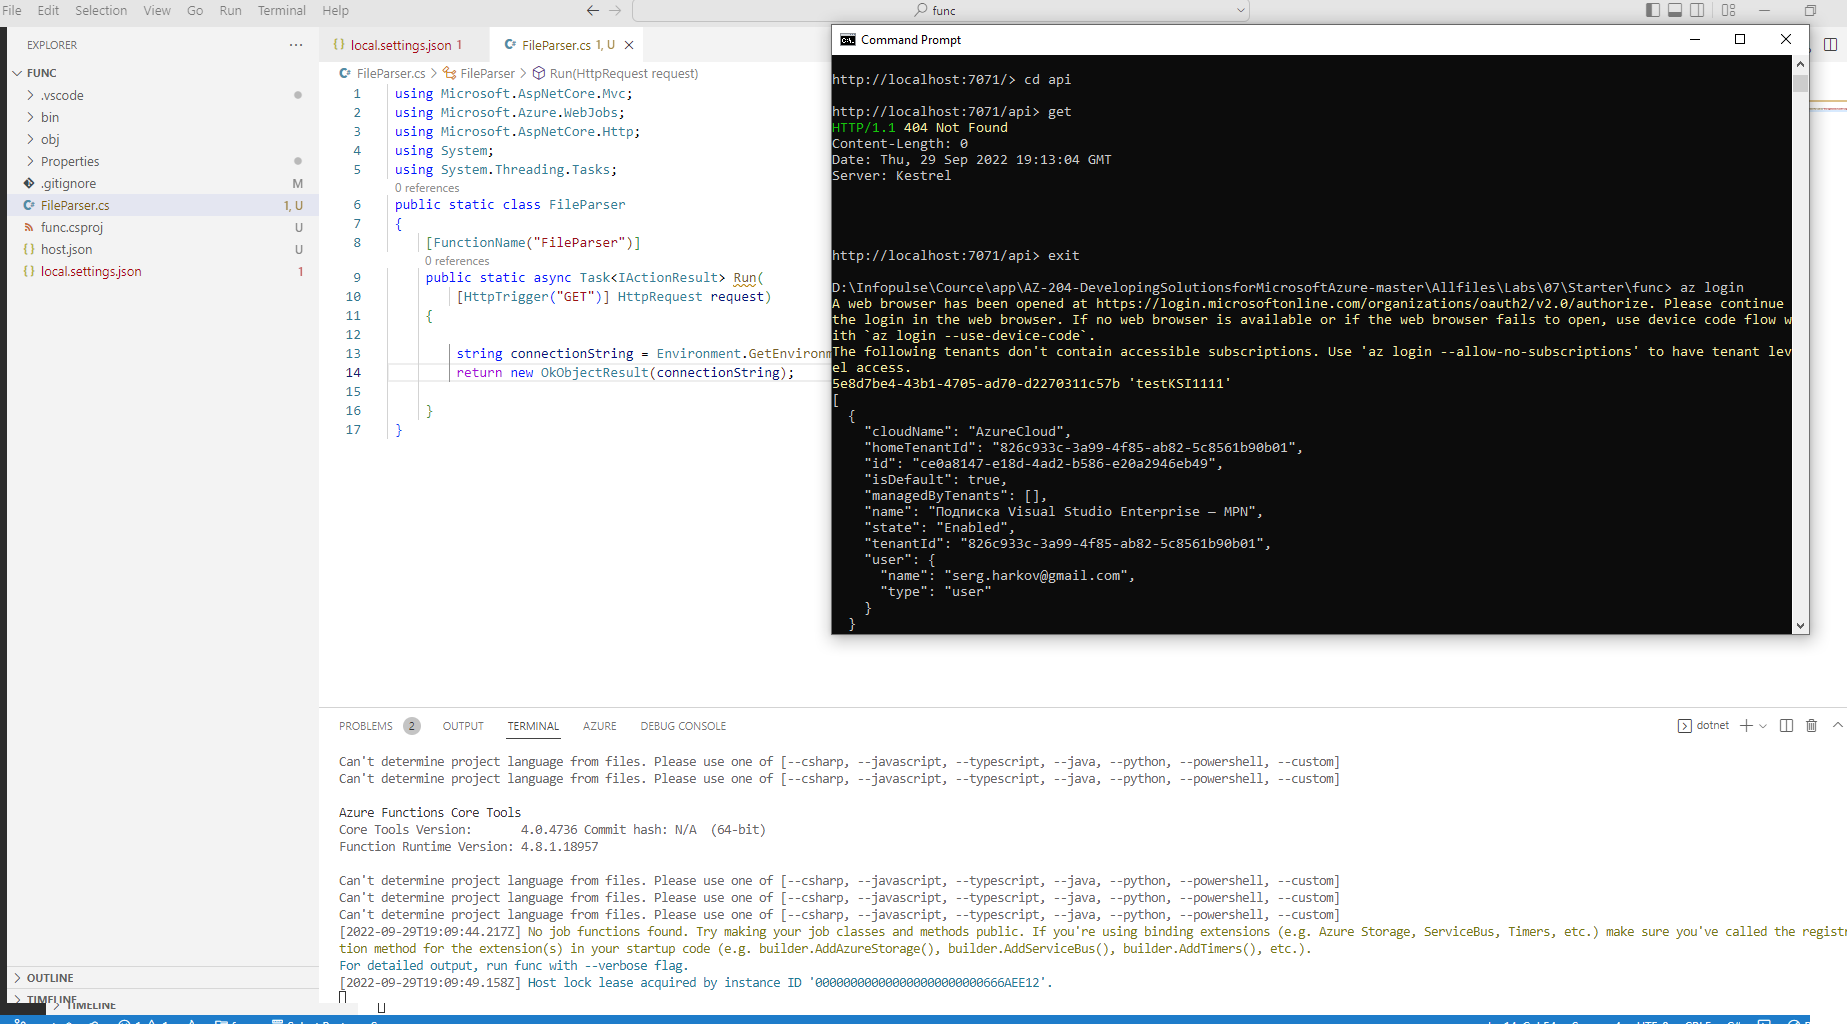 File Edit Selection View Go Run Terminal Help
func
EXPLORER
FUNC
.vscode
bin
obj
Properties
.gitignore M
FileParser.cs 1, U
func.csproj U
host.json U
local.settings.json 1
OUTLINE
TIMELINE
TIMELINE
local.settings.json 1
FileParser.cs 1, U
FileParser.cs > FileParser > Run(HttpRequest request)
1 using Microsoft.AspNetCore.Mvc;
2 using Microsoft.Azure.WebJobs;
3 using Microsoft.AspNetCore.Http;
4 using System;
5 using System.Threading.Tasks;
0 references
6 public static class FileParser
7 {
8 [FunctionName("FileParser")]
0 references
9 public static async Task<IActionResult> Run(
10 [HttpTrigger("GET")] HttpRequest request)
11 {
12
13 string connectionString = Environment.GetEnvironm
14 return new OkObjectResult(connectionString);
15
16 }
17 }
Command Prompt
http://localhost:7071/> cd api
http://localhost:7071/api> get
HTTP/1.1 404 Not Found
Content-Length: 0
Date: Thu, 29 Sep 2022 19:13:04 GMT
Server: Kestrel
http://localhost:7071/api> exit
D:\Infopulse\Cource\app\AZ-204-DevelopingSolutionsforMicrosoftAzure-master\Allfiles\Labs\07\Starter\func> az login
A web browser has been opened at https://login.microsoftonline.com/organizations/oauth2/v2.0/authorize. Please continue
the login in the web browser. If no web browser is available or if the web browser fails to open, use device code flow w
ith `az login --use-device-code`.
The following tenants don't contain accessible subscriptions. Use 'az login --allow-no-subscriptions' to have tenant lev
el access.
5e8d7be4-43b1-4705-ad70-d2270311c57b 'testKSI1111'
[
{
"cloudName": "AzureCloud",
"homeTenantId": "826c933c-3a99-4f85-ab82-5c8561b90b01",
"id": "ce0a8147-e18d-4ad2-b586-e20a2946eb49",
"isDefault": true,
"managedByTenants": [],
"name": "Подписка Visual Studio Enterprise — MPN",
"state": "Enabled",
"tenantId": "826c933c-3a99-4f85-ab82-5c8561b90b01",
"user": {
"name": "serg.harkov@gmail.com",
"type": "user"
}
}
PROBLEMS 2 OUTPUT TERMINAL AZURE DEBUG CONSOLE
dotnet
Can't determine project language from files. Please use one of [--csharp, --javascript, --typescript, --java, --python, --powershell, --custom]
Can't determine project language from files. Please use one of [--csharp, --javascript, --typescript, --java, --python, --powershell, --custom]
Azure Functions Core Tools
Core Tools Version: 4.0.4736 Commit hash: N/A (64-bit)
Function Runtime Version: 4.8.1.18957
Can't determine project language from files. Please use one of [--csharp, --javascript, --typescript, --java, --python, --powershell, --custom]
Can't determine project language from files. Please use one of [--csharp, --javascript, --typescript, --java, --python, --powershell, --custom]
Can't determine project language from files. Please use one of [--csharp, --javascript, --typescript, --java, --python, --powershell, --custom]
[2022-09-29T19:09:44.217Z] No job functions found. Try making your job classes and methods public. If you're using binding extensions (e.g. Azure Storage, ServiceBus, Timers, etc.) make sure you've called the registr
tion method for the extension(s) in your startup code (e.g. builder.AddAzureStorage(), builder.AddServiceBus(), builder.AddTimers(), etc.).
For detailed output, run func with --verbose flag.
[2022-09-29T19:09:49.158Z] Host lock lease acquired by instance ID '000000000000000000000000666AEE12'.